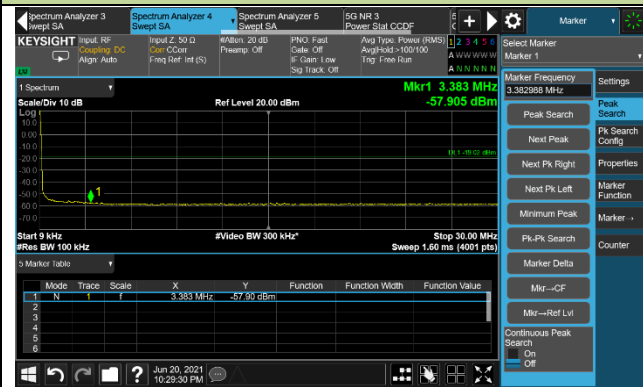 Spectrum Analyzer 3
Swept SA
Spectrum Analyzer 4
Swept SA
Spectrum Analyzer 5
Swept SA
5G NR 3
Power Stat CCDF
Marker
KEYSIGHT
Input: RF
Coupling: DC
Align: Auto
Input Z: 50 Ω
Corr CCorr
Freq Ref: Int (S)
#Atten: 20 dB
Preamp: Off
PNO: Fast
Gate: Off
IF Gain: Low
Sig Track: Off
Avg Type: Power (RMS)
Avg|Hold:>100/100
Trig: Free Run
1 2 3 4 5 6
A W W W W W
A N N N N N
LVI
Select Marker
Marker 1
1 Spectrum
Scale/Div 10 dB
Ref Level 20.00 dBm
Mkr1 3.383 MHz
-57.905 dBm
Log
10.0
0.00
-10.0
-20.0
-30.0
-40.0
-50.0
-60.0
-70.0
DL1 -19.02 dBm
1
Start 9 kHz
#Res BW 100 kHz
#Video BW 300 kHz*
Stop 30.00 MHz
Sweep 1.60 ms (4001 pts)
5 Marker Table
Mode Trace Scale X Y Function Function Width Function Value
1 N 1 f 3.383 MHz -57.90 dBm
2
3
4
5
6
Marker Frequency
3.382988 MHz
Peak Search
Next Peak
Next Pk Right
Next Pk Left
Minimum Peak
Pk-Pk Search
Marker Delta
Mkr→CF
Mkr→Ref Lvl
Continuous Peak
Search
On
Off
Settings
Peak
Search
Pk Search
Config
Properties
Marker
Function
Marker→
Counter
Jun 20, 2021
10:29:30 PM